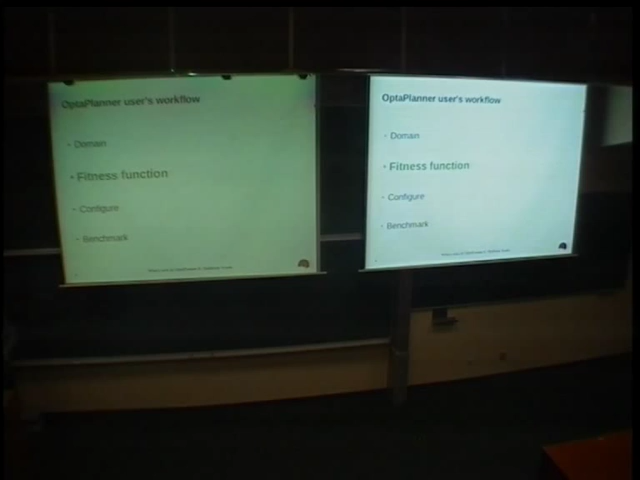 OptaPlanner user's workflow
- Domain
• Fitness function
- Configure
- Benchmark
OptaPlanner user's workflow
- Domain
• Fitness function
- Configure
- Benchmark